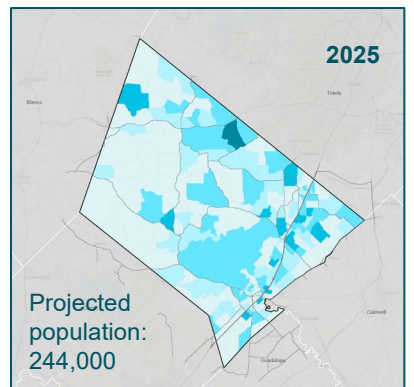 2025
Travis
Blanco
Projected
population:
244,000
Caldwell
Guadalupe